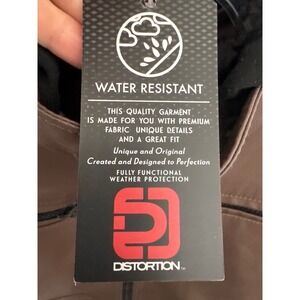 WATER RESISTANT
THIS QUALITY GARMENT
IS MADE FOR YOU WITH PREMIUM
FABRIC UNIQUE DETAILS
AND A GREAT FIT
Unique and Original
Created and Designed to Perfection
FULLY FUNCTIONAL
WEATHER PROTECTION
DISTORTION